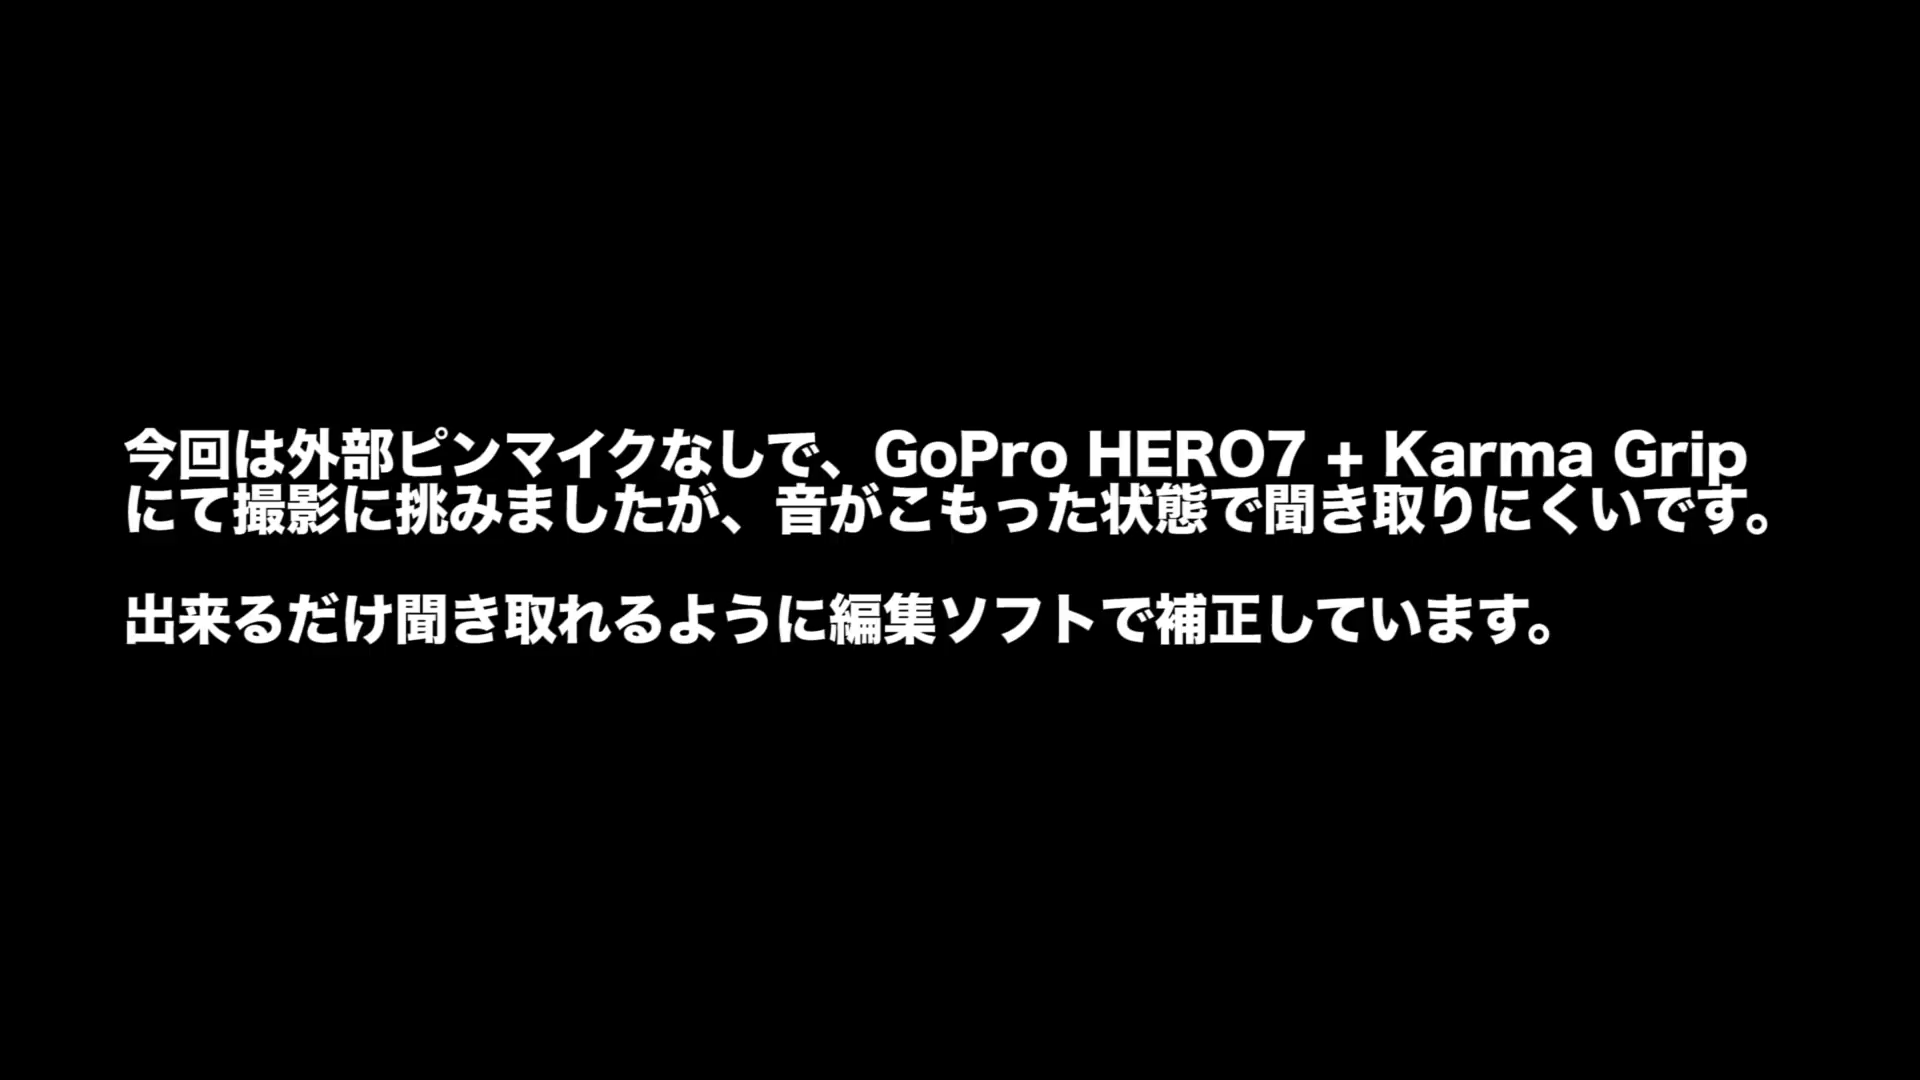 今回は外部ピンマイクなしで、GoPro HERO7 + Karma Grip
にて撮影に挑みましたが、音がこもった状態で聞き取りにくいです。
出来るだけ聞き取れるように編集ソフトで補正しています。